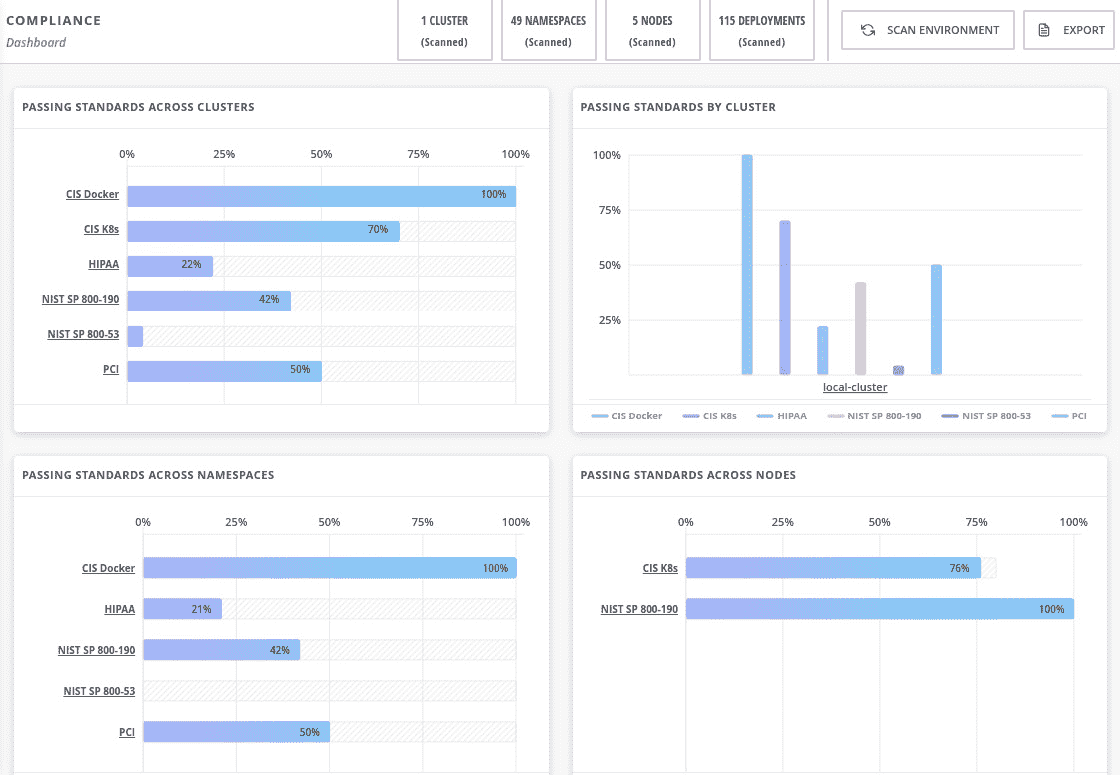 COMPLIANCE
Dashboard
1 CLUSTER
(Scanned)
49 NAMESPACES
(Scanned)
5 NODES
(Scanned)
115 DEPLOYMENTS
(Scanned)
SCAN ENVIRONMENT
EXPORT
PASSING STANDARDS ACROSS CLUSTERS
0% 25% 50% 75% 100%
CIS Docker 100%
CIS K8s 70%
HIPAA 22%
NIST SP 800-190 42%
NIST SP 800-53
PCI 50%
PASSING STANDARDS BY CLUSTER
100%
75%
50%
25%
local-cluster
CIS Docker CIS K8s HIPAA NIST SP 800-190 NIST SP 800-53 PCI
PASSING STANDARDS ACROSS NAMESPACES
0% 25% 50% 75% 100%
CIS Docker 100%
HIPAA 21%
NIST SP 800-190 42%
NIST SP 800-53
PCI 50%
PASSING STANDARDS ACROSS NODES
0% 25% 50% 75% 100%
CIS K8s 76%
NIST SP 800-190 100%